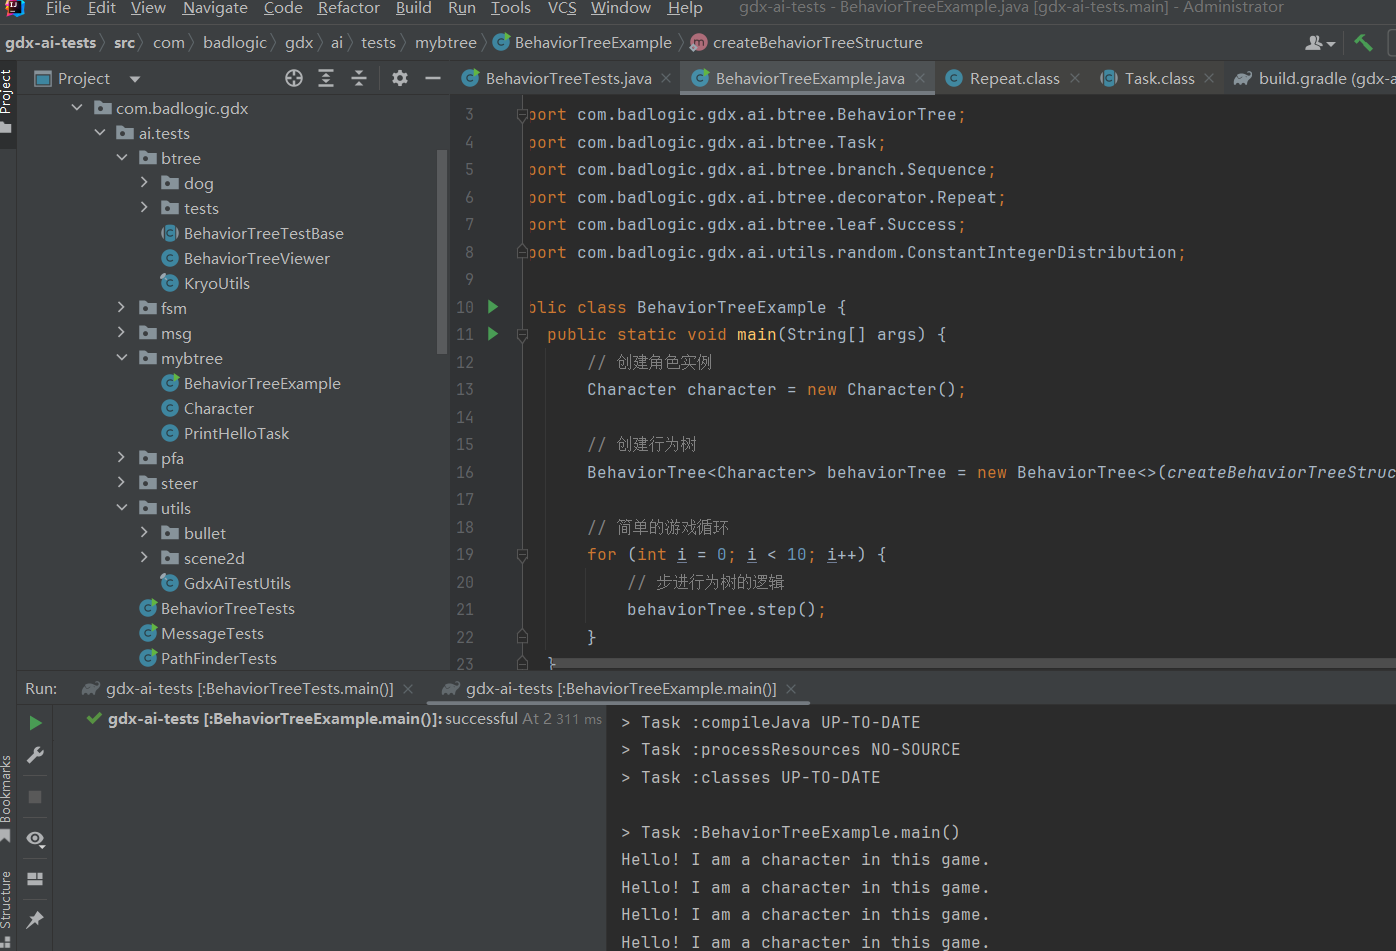 File Edit View Navigate Code Refactor Build Run Tools VCS Window Help gdx-ai-tests - BehaviorTreeExample.java [gdx-ai-tests.main] - Administrator
gdx-ai-tests src com badlogic gdx ai tests mybtree BehaviorTreeExample createBehaviorTreeStructure
Project
Project
BehaviorTreeTests.java BehaviorTreeExample.java Repeat.class Task.class build.gradle (gdx-a
com.badlogic.gdx
ai.tests
btree
dog
tests
BehaviorTreeTestBase
BehaviorTreeViewer
KryoUtils
fsm
msg
mybtree
BehaviorTreeExample
Character
PrintHelloTask
pfa
steer
utils
bullet
scene2d
GdxAiTestUtils
BehaviorTreeTests
MessageTests
PathFinderTests
3 port com.badlogic.gdx.ai.btree.BehaviorTree;
4 port com.badlogic.gdx.ai.btree.Task;
5 port com.badlogic.gdx.ai.btree.branch.Sequence;
6 port com.badlogic.gdx.ai.btree.decorator.Repeat;
7 port com.badlogic.gdx.ai.btree.leaf.Success;
8 port com.badlogic.gdx.ai.utils.random.ConstantIntegerDistribution;
9
10 blic class BehaviorTreeExample {
11 public static void main(String[] args) {
12 // 创建角色实例
13 Character character = new Character();
14
15 // 创建行为树
16 BehaviorTree<Character> behaviorTree = new BehaviorTree<>(createBehaviorTreeStruc
17
18 // 简单的游戏循环
19 for (int i = 0; i < 10; i++) {
20 // 步进行为树的逻辑
21 behaviorTree.step();
22 }
23 }
Run: gdx-ai-tests [:BehaviorTreeTests.main()] gdx-ai-tests [:BehaviorTreeExample.main()]
gdx-ai-tests [:BehaviorTreeExample.main()]: successful At 2 311 ms
> Task :compileJava UP-TO-DATE
> Task :processResources NO-SOURCE
> Task :classes UP-TO-DATE
> Task :BehaviorTreeExample.main()
Hello! I am a character in this game.
Hello! I am a character in this game.
Hello! I am a character in this game.
Hello! I am a character in this game.
Bookmarks
Structure